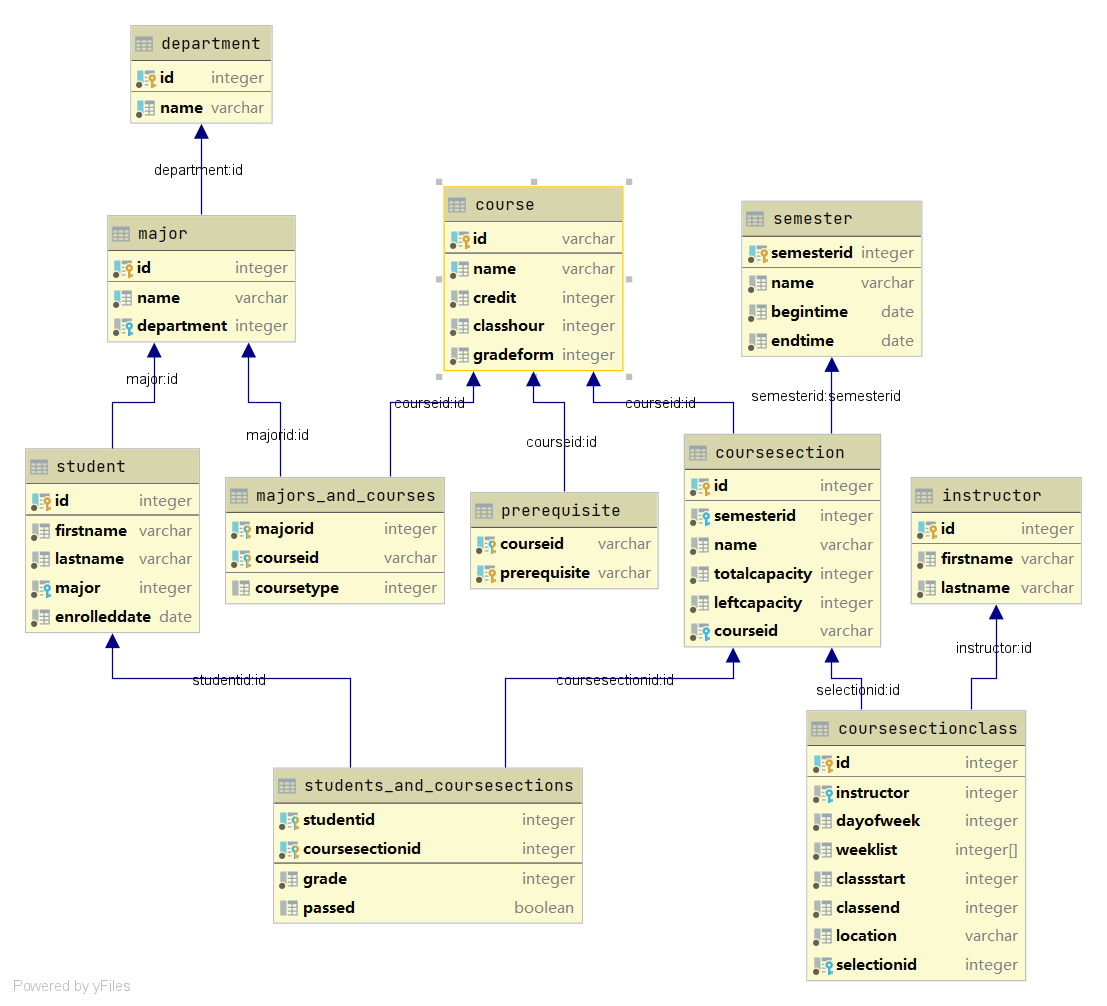 department
id integer
name varchar
department:id
major
id integer
name varchar
department integer
course
id varchar
name varchar
credit integer
classhour integer
gradeform integer
semester
semesterid integer
name varchar
begintime date
endtime date
major:id
majorid:id
courseid:id
courseid:id
courseid:id
semesterid:semesterid
student
id integer
firstname varchar
lastname varchar
major integer
enrolleddate date
majors_and_courses
majorid integer
courseid varchar
coursetype integer
prerequisite
courseid varchar
prerequisite varchar
coursesection
id integer
semesterid integer
name varchar
totalcapacity integer
leftcapacity integer
courseid varchar
instructor
id integer
firstname varchar
lastname varchar
studentid:id
coursesectionid:id
selectionid:id
instructor:id
students_and_coursesections
studentid integer
coursesectionid integer
grade integer
passed boolean
coursesectionclass
id integer
instructor integer
dayofweek integer
weeklist integer[]
classstart integer
classend integer
location varchar
selectionid integer
Powered by yFiles